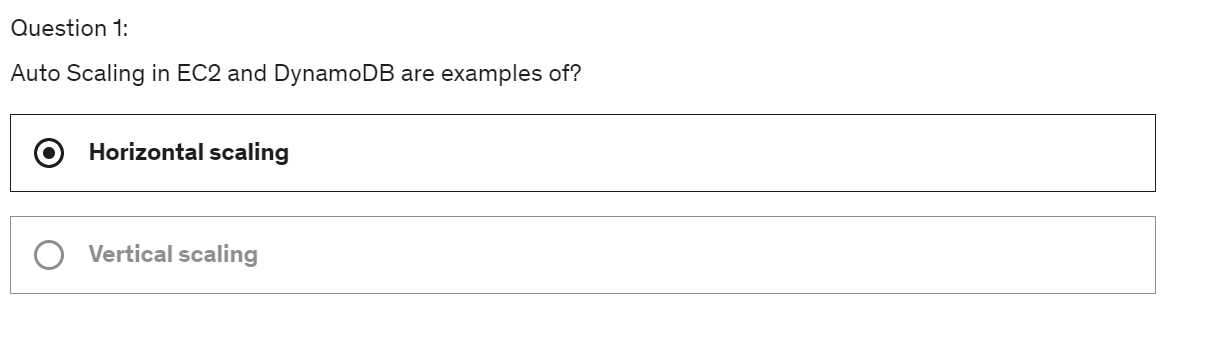 Question 1:
Auto Scaling in EC2 and DynamoDB are examples of?
Horizontal scaling
Vertical scaling